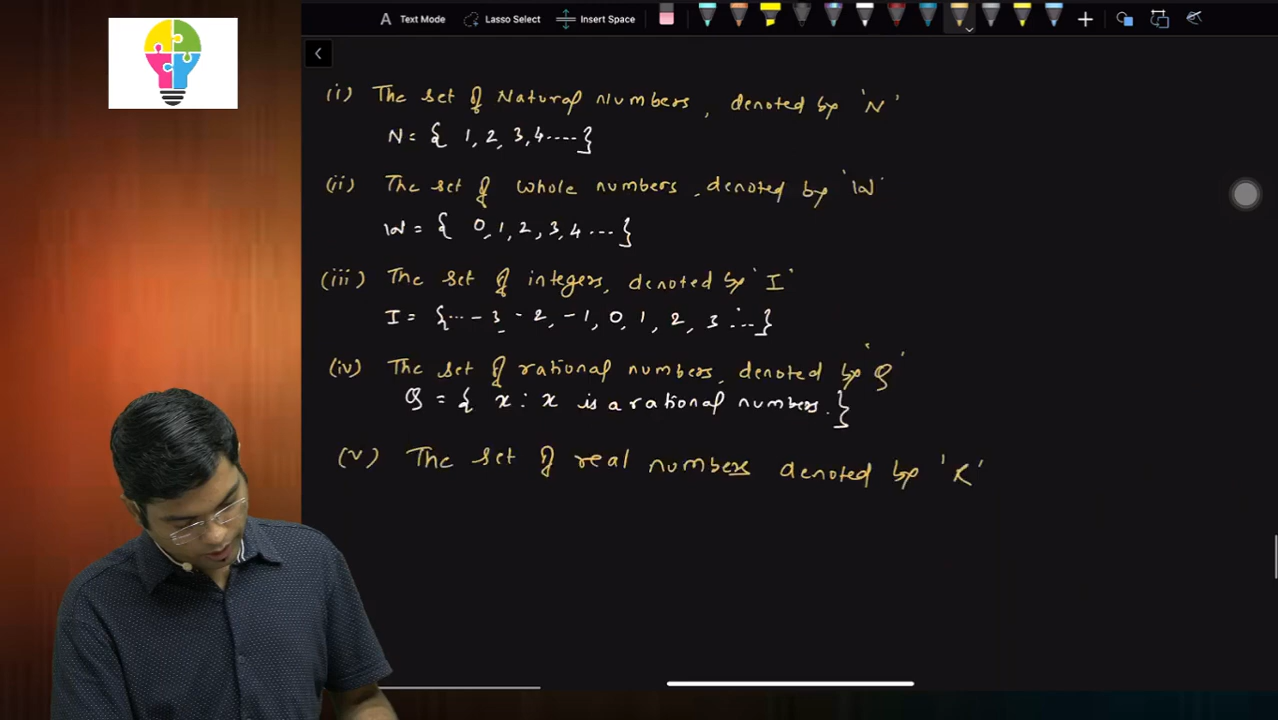 Text Mode Lasso Select Insert Space
(ii) The set of Natural Numbers, denoted by 'N'
N = { 1, 2, 3, 4 ---- }
(ii) The set of whole numbers, denoted by 'W'
W = { 0, 1, 2, 3, 4 ... }
(iii) The set of integers, denoted by 'I'
I = { ... - 3 - 2, -1, 0, 1, 2, 3 ... }
(iv) The set of rational numbers, denoted by 'Q'
Q = { x : x is a rational numbers. }
(v) The set of real numbers denoted by 'R'